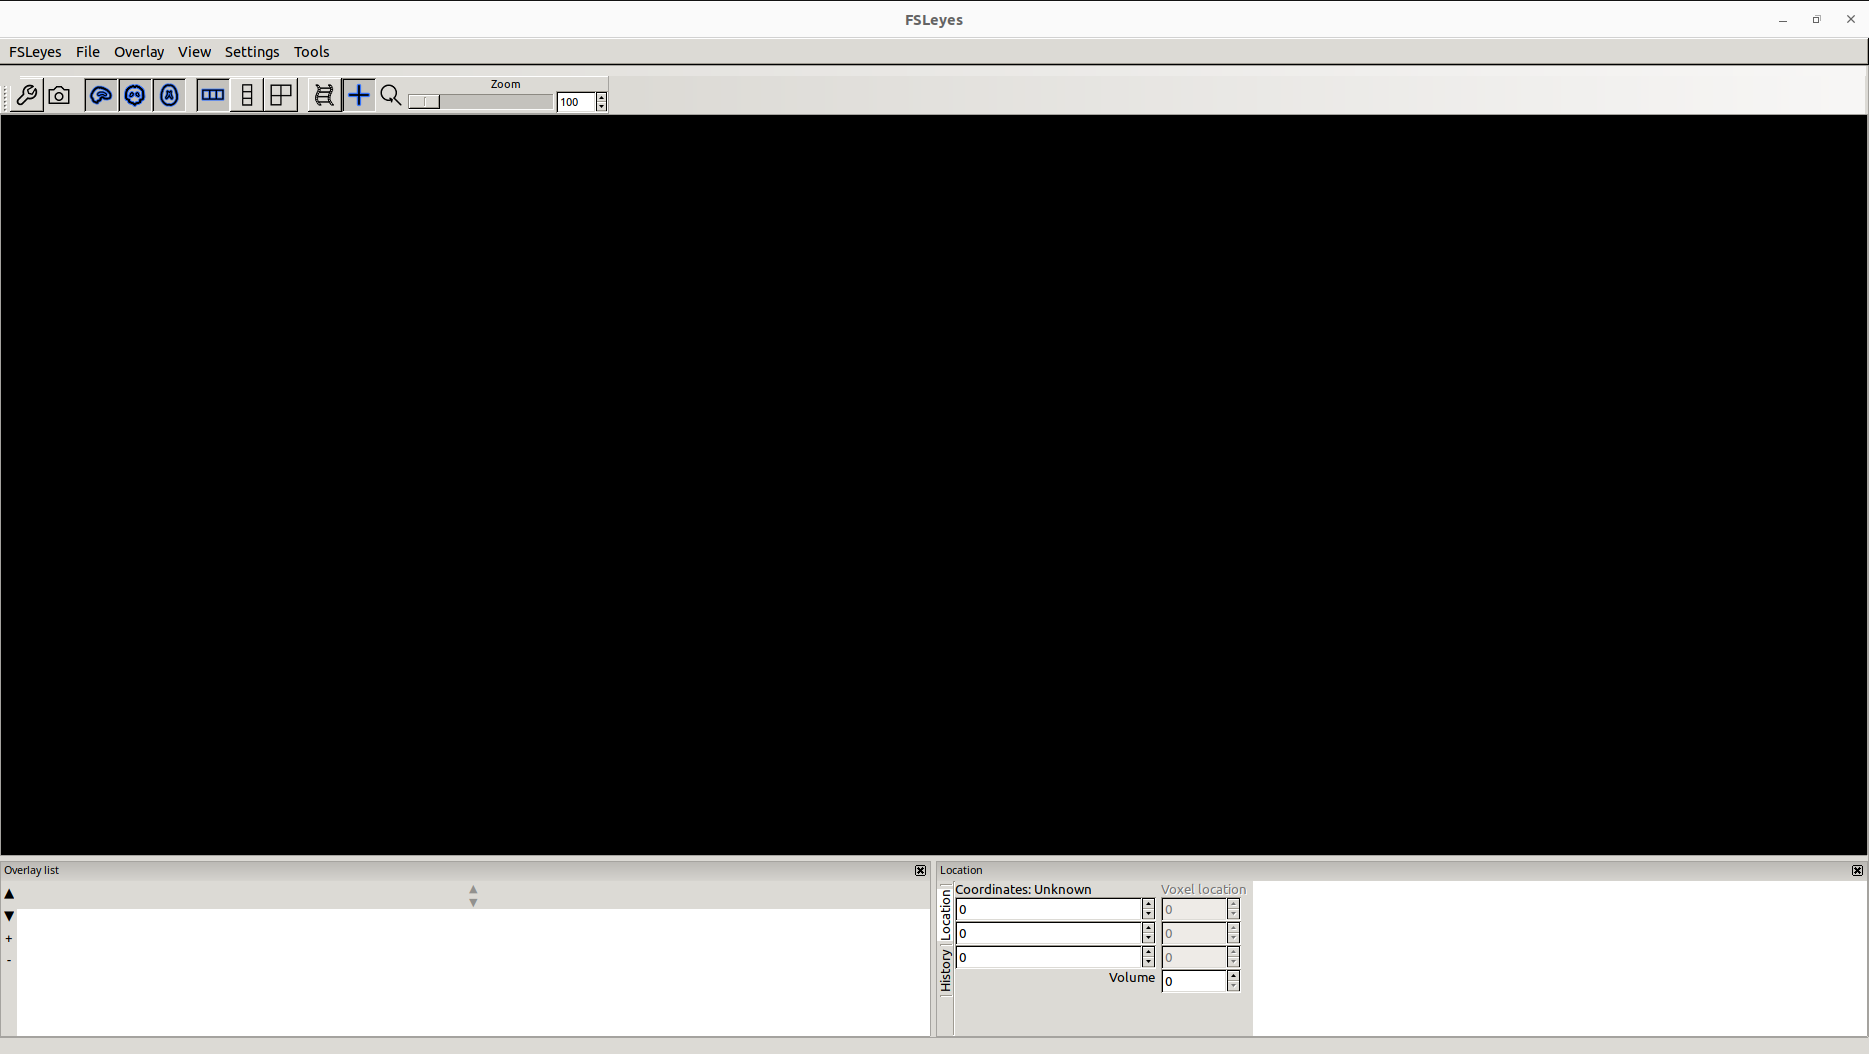 FSLeyes
FSLeyes File Overlay View Settings Tools
Zoom
100
Overlay list
+
-
Location
Location
History
Coordinates: Unknown Voxel location
0 0
0 0
0 0
Volume 0